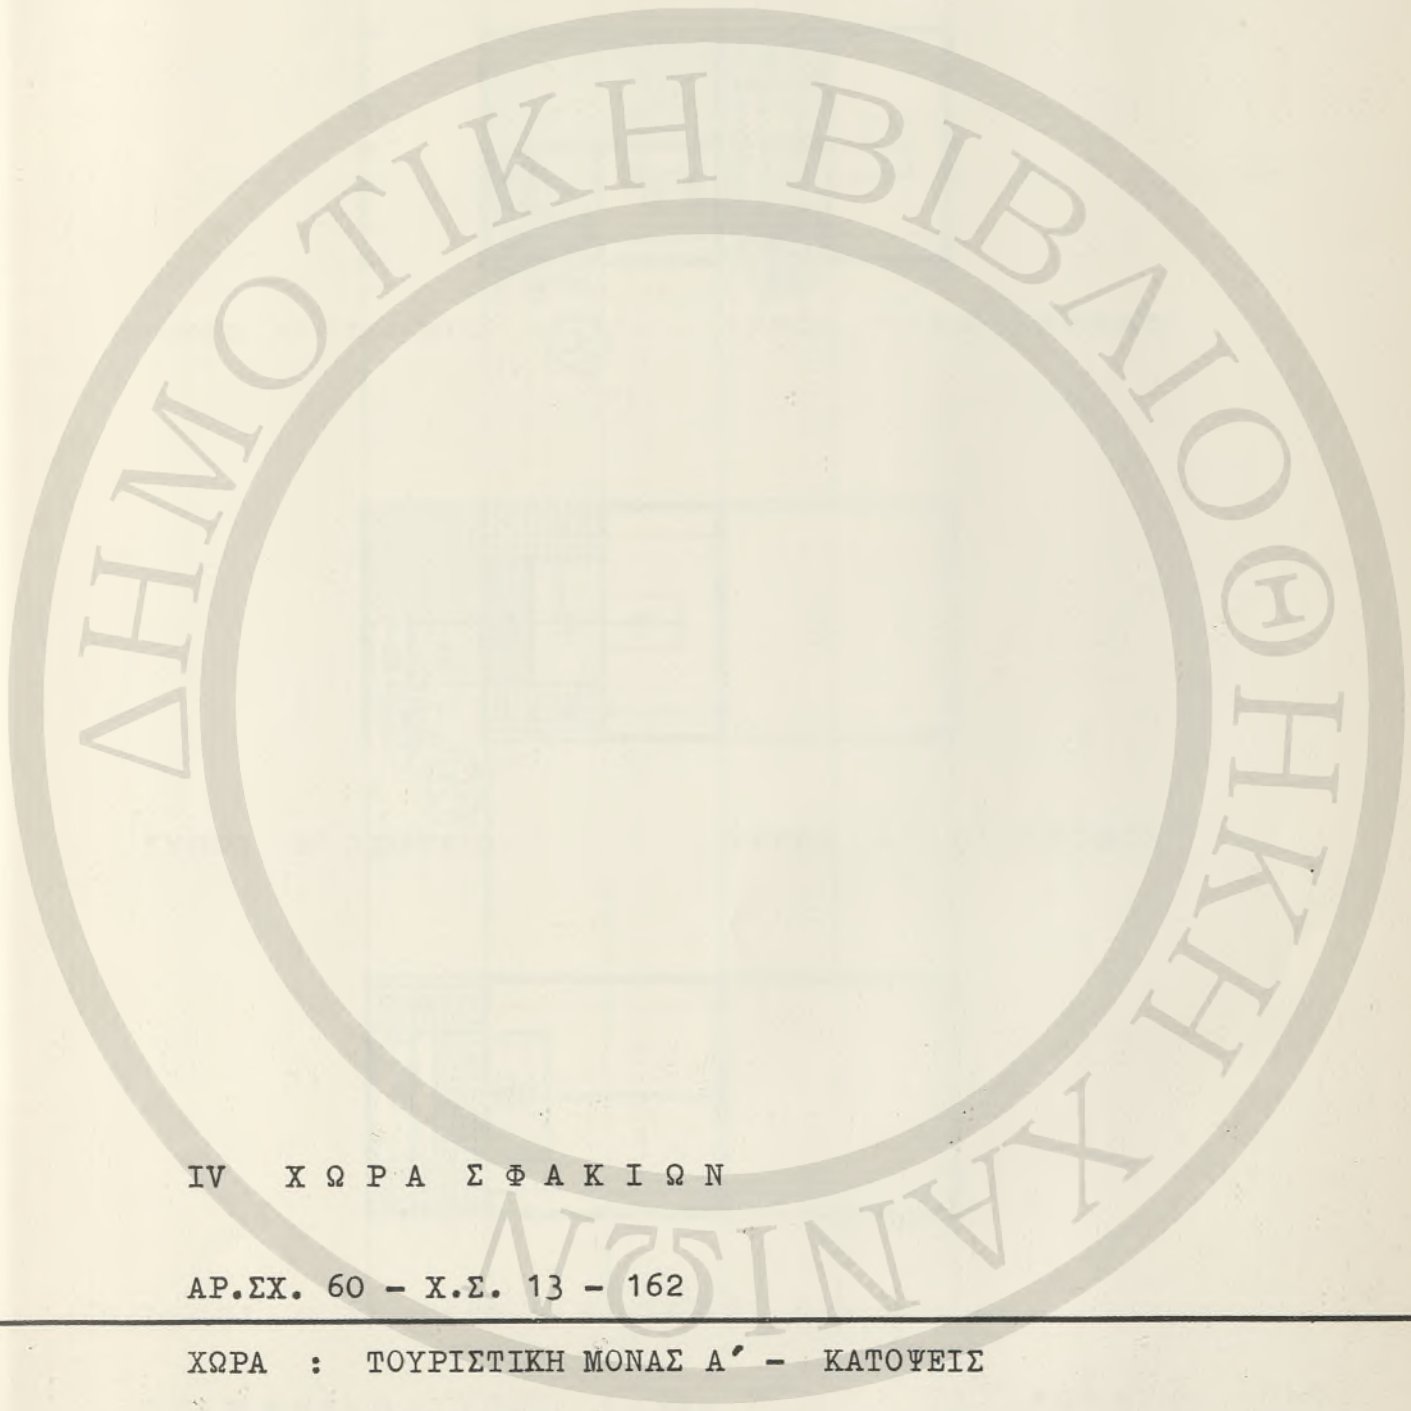 ΔΗΜΟΤΙΚΗ ΒΙΒΛΙΟΘΗΚΗ ΧΑΝΙΩΝ
IV Χ Ω Ρ Α Σ Φ Α Κ Ι Ω Ν
ΑΡ.ΣΧ. 60 – Χ.Σ. 13 – 162
ΧΩΡΑ : ΤΟΥΡΙΣΤΙΚΗ ΜΟΝΑΣ Α´ – ΚΑΤΟΨΕΙΣ